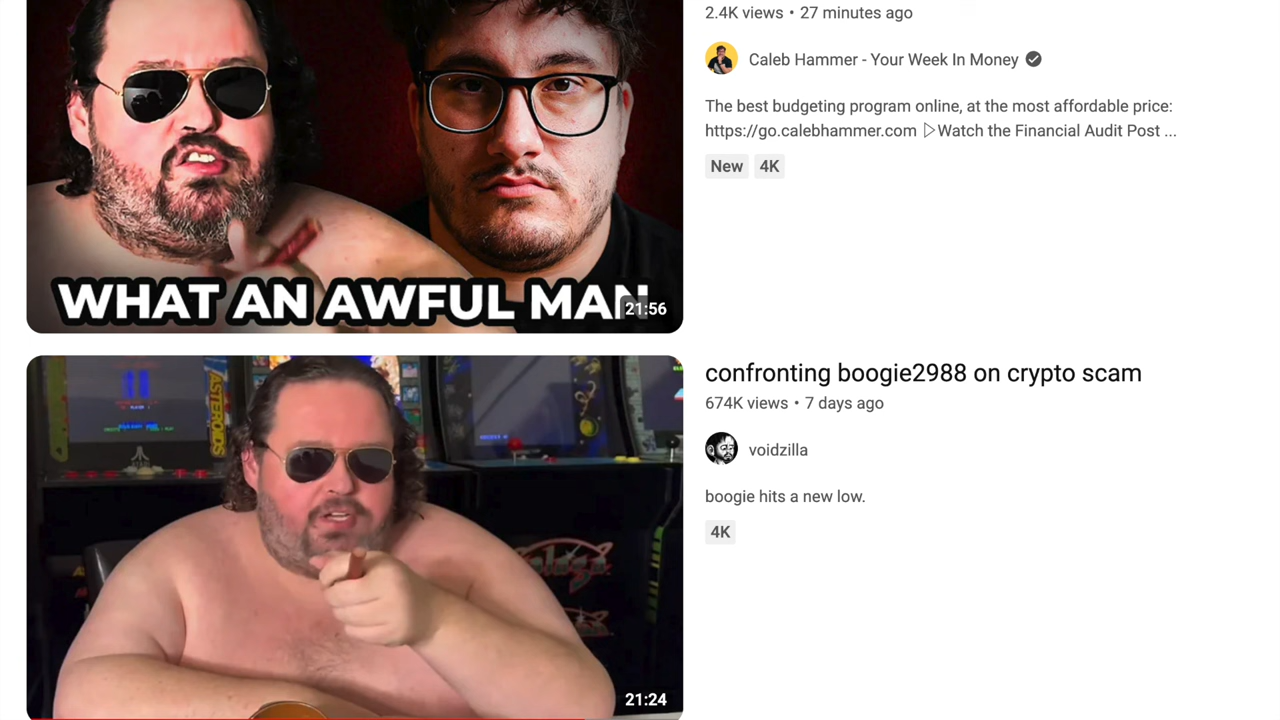 2.4K views • 27 minutes ago
Caleb Hammer - Your Week In Money
The best budgeting program online, at the most affordable price:
https://go.calebhammer.com ▷Watch the Financial Audit Post ...
New 4K
WHAT AN AWFUL MAN
21:56
confronting boogie2988 on crypto scam
674K views • 7 days ago
voidzilla
boogie hits a new low.
4K
ASTEROIDS
21:24